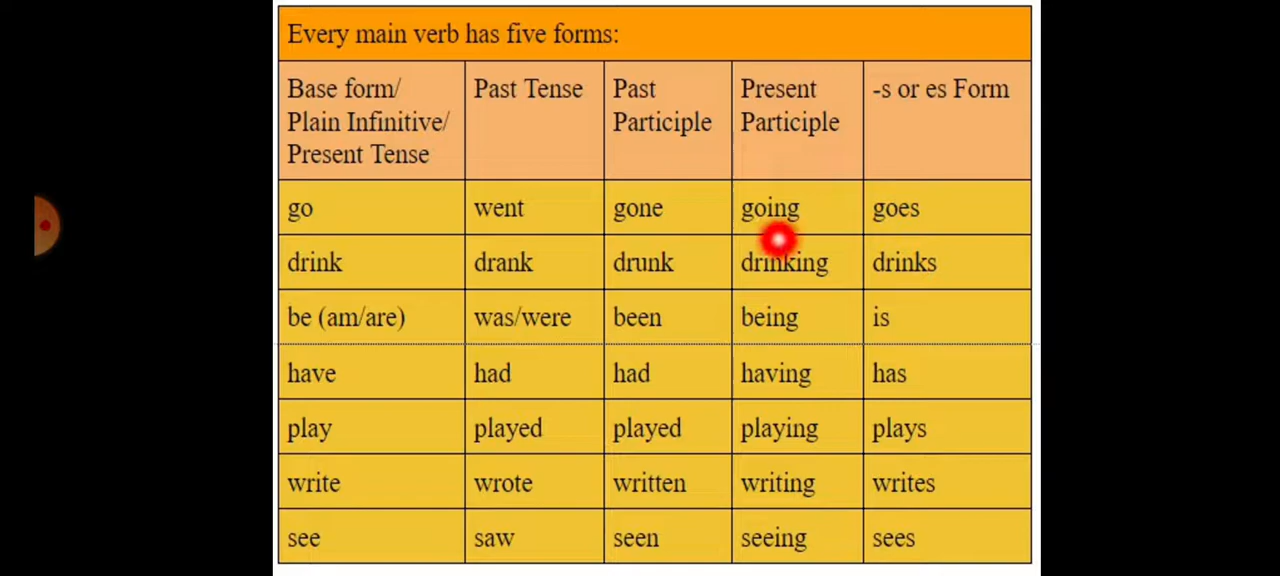 Every main verb has five forms:
Base form/ Past Tense Past Present -s or es Form
Plain Infinitive/ Participle Participle
Present Tense
go went gone going goes
drink drank drunk drinking drinks
be (am/are) was/were been being is
have had had having has
play played played playing plays
write wrote written writing writes
see saw seen seeing sees